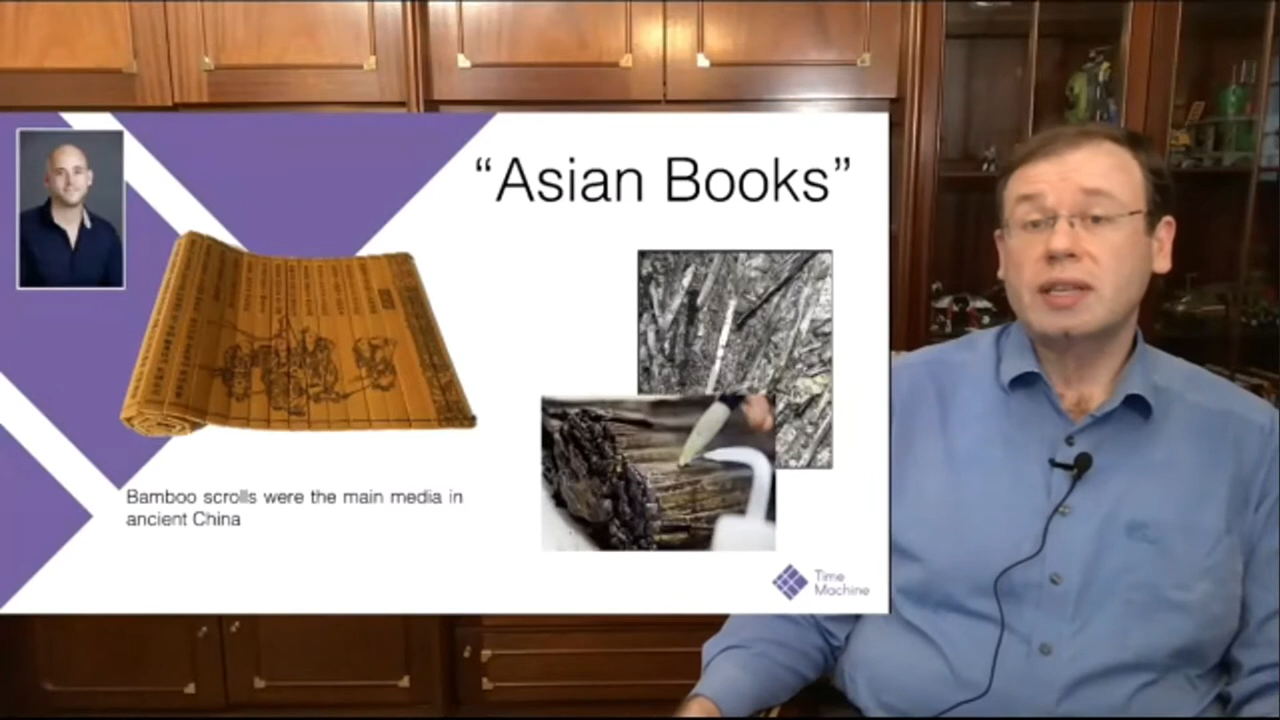 “Asian Books”
Bamboo scrolls were the main media in
ancient China
Time
Machine